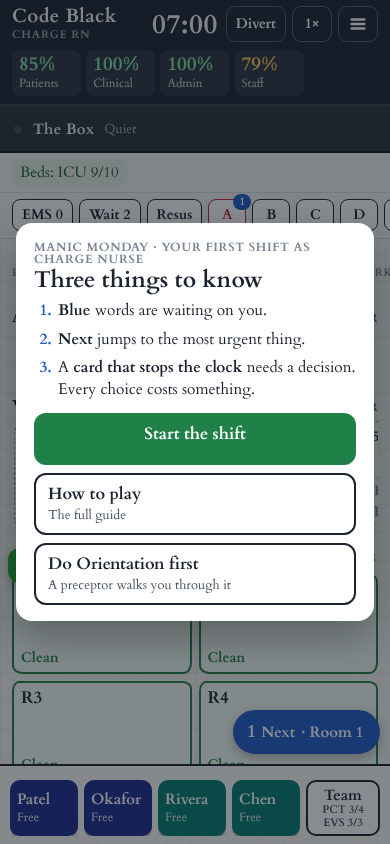 Code Black
CHARGE RN
07:00
Divert
1×
85%
Patients
100%
Clinical
100%
Admin
79%
Staff
The Box Quiet
Beds: ICU 9/10
EMS 0
Wait 2
Resus
A
1
B
C
D
MANIC MONDAY · YOUR FIRST SHIFT AS
CHARGE NURSE
Three things to know
1. Blue words are waiting on you.
2. Next jumps to the most urgent thing.
3. A card that stops the clock needs a decision.
Every choice costs something.
Start the shift
How to play
The full guide
Do Orientation first
A preceptor walks you through it
Clean
Clean
R3
R4
1 Next · Room 1
Clean
Patel
Free
Okafor
Free
Rivera
Free
Chen
Free
Team
PCT 3/4
EVS 3/3